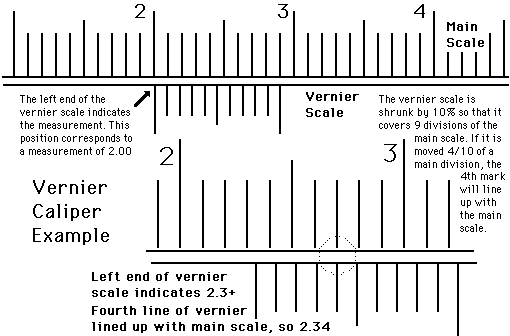 2 3 4
Main
Scale
The left end of the
vernier scale indicates
the measurement. This
position corresponds to
a measurement of 2.00
Vernier
Scale
The vernier scale is
shrunk by 10% so that it
covers 9 divisions of the
main scale. If it is
moved 4/10 of a
main division, the
4th mark
will line
up with
the main
scale.
2 3
Vernier
Caliper
Example
Left end of vernier
scale indicates 2.3+
Fourth line of vernier
lined up with main scale, so 2.34